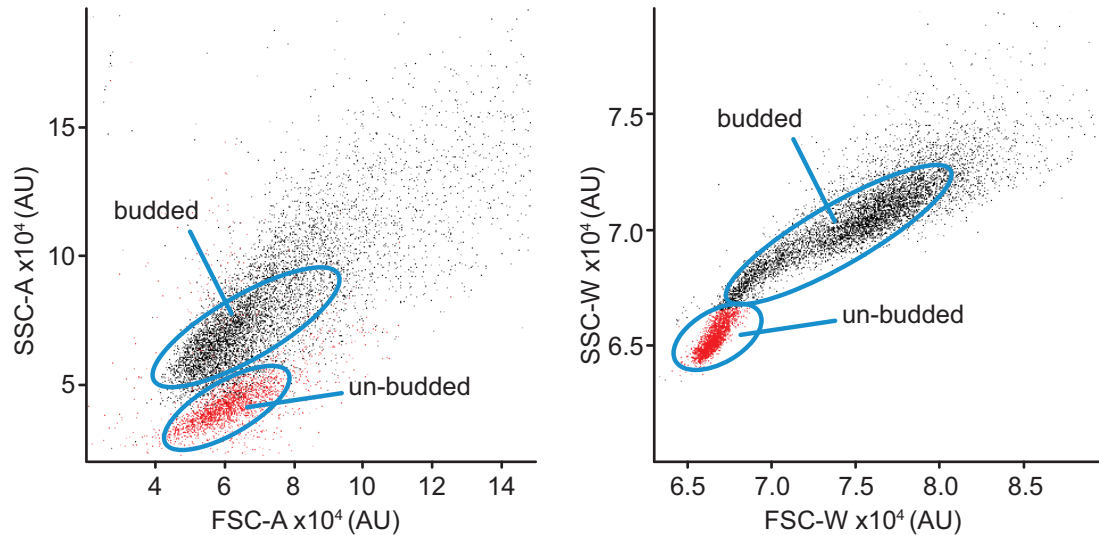 15
10
5
SSC-A x10⁴ (AU)
budded
un-budded
4 6 8 10 12 14
FSC-A x10⁴ (AU)
7.5
7.0
6.5
SSC-W x10⁴ (AU)
budded
un-budded
6.5 7.0 7.5 8.0 8.5
FSC-W x10⁴ (AU)